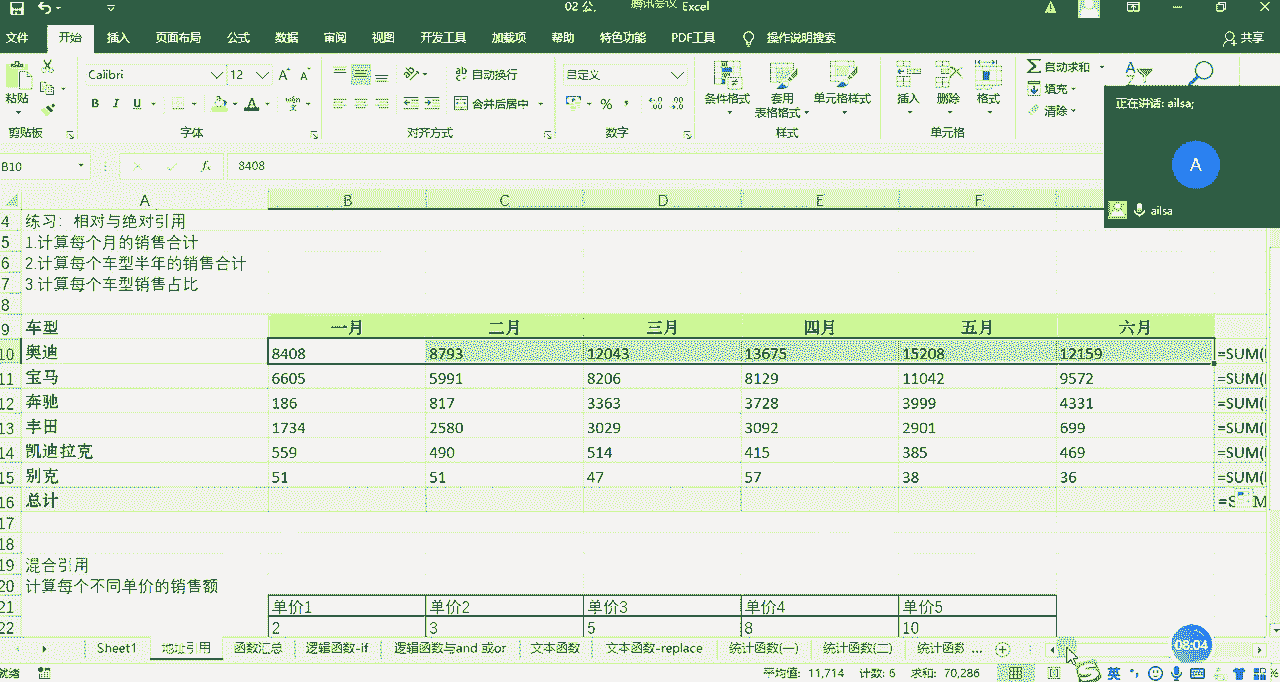 02 公. 腾讯会议 Excel
文件 开始 插入 页面布局 公式 数据 审阅 视图 开发工具 加载项 帮助 特色功能 PDF工具 操作说明搜索 共享
粘贴 Calibri 12 自动换行 自定义 条件格式 套用 单元格样式 插入 删除 格式 自动求和
B I U A 合并后居中 % 表格格式 填充
清除
剪贴板 字体 对齐方式 数字 样式 单元格
正在讲话: ailsa;
A
ailsa
B10 fx 8408
A B C D E F
4 练习：相对与绝对引用
5 1.计算每个月的销售合计
6 2.计算每个车型半年的销售合计
7 3 计算每个车型销售占比
8
9 车型 一月 二月 三月 四月 五月 六月
10 奥迪 8408 8793 12043 13675 15208 12159 =SUM(
11 宝马 6605 5991 8206 8129 11042 9572 =SUM(
12 奔驰 186 817 3363 3728 3999 4331 =SUM(
13 丰田 1734 2580 3029 3092 2901 699 =SUM(
14 凯迪拉克 559 490 514 415 385 469 =SUM(
15 别克 51 51 47 57 38 36 =SUM(
16 总计
17
18
19 混合引用
20 计算每个不同单价的销售额
21 单价1 单价2 单价3 单价4 单价5
22 2 3 5 8 10
Sheet1 地址引用 函数汇总 逻辑函数-if 逻辑函数与and 或or 文本函数 文本函数-replace 统计函数(一) 统计函数(二) 统计函数 ...
08:04
就绪 平均值: 11,714 计数: 6 求和: 70,286 英